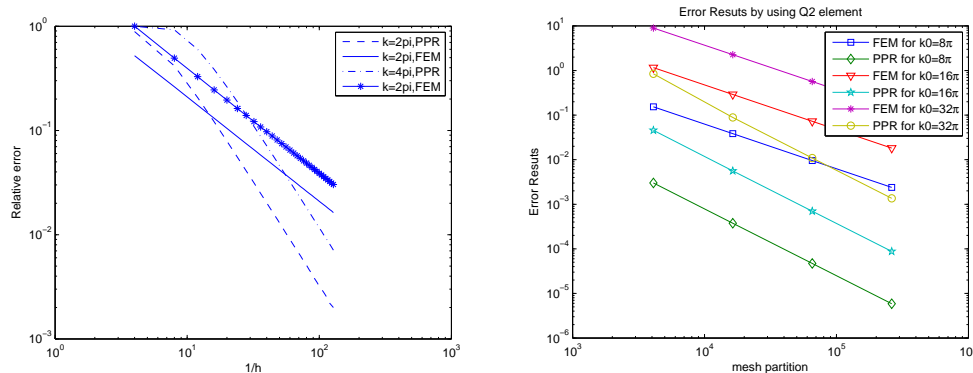 10^0
10^-1
10^-2
10^-3
Relative error
10^0
10^1
10^2
10^3
1/h
k=2pi,PPR
k=2pi,FEM
k=4pi,PPR
k=2pi,FEM
Error Resuts by using Q2 element
10^1
10^0
10^-1
10^-2
10^-3
10^-4
10^-5
10^-6
Error Resuts
10^3
10^4
10^5
10^6
mesh partition
FEM for k0=8π
PPR for k0=8π
FEM for k0=16π
PPR for k0=16π
FEM for k0=32π
PPR for k0=32π